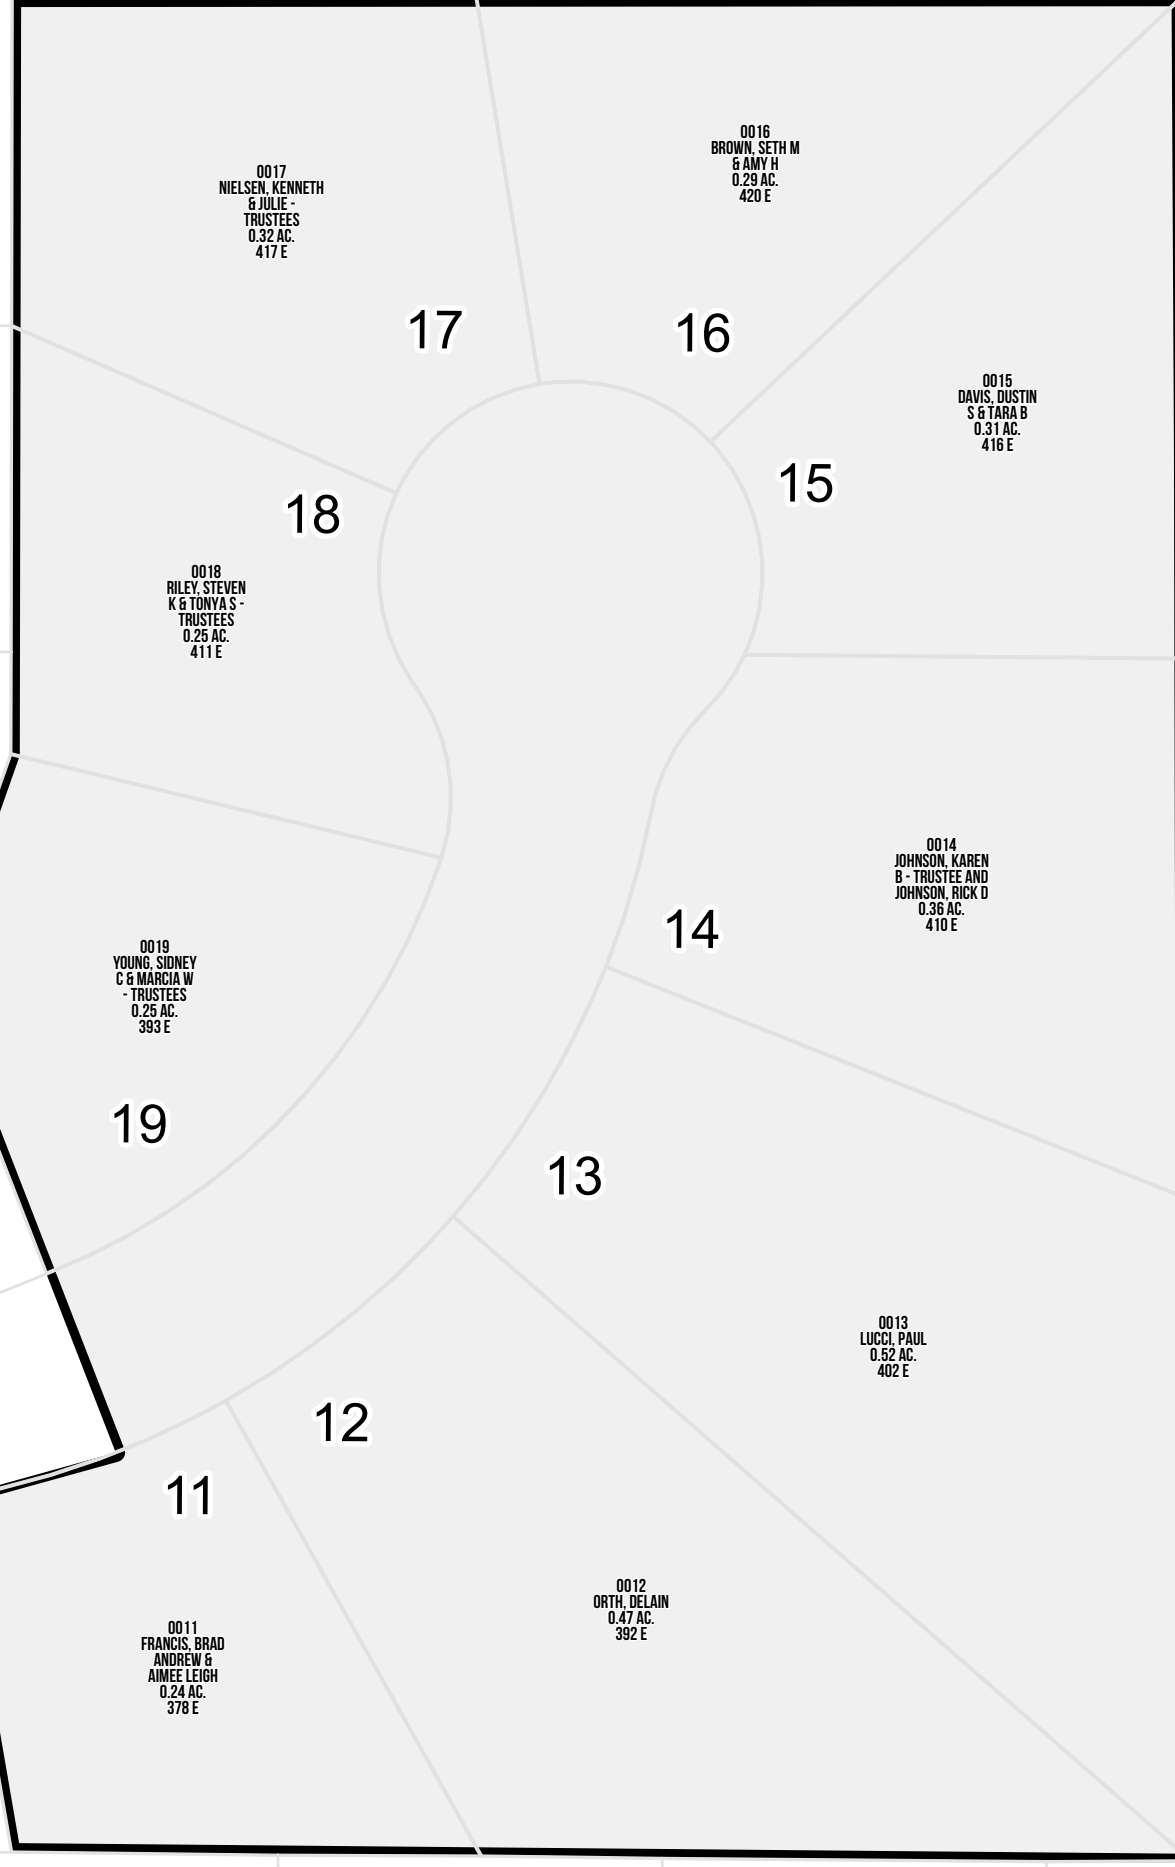 0016
BROWN, SETH M
& AMY H
0.29 AC.
420 E
0017
NIELSEN, KENNETH
& JULIE -
TRUSTEES
0.32 AC.
417 E
17
16
0015
DAVIS, DUSTIN
S & TARA B
0.31 AC.
416 E
15
18
0018
RILEY, STEVEN
K & TONYA S -
TRUSTEES
0.25 AC.
411 E
0014
JOHNSON, KAREN
B - TRUSTEE AND
JOHNSON, RICK D
0.36 AC.
410 E
14
0019
YOUNG, SIDNEY
C & MARCIA W
- TRUSTEES
0.25 AC.
393 E
19
13
0013
LUCCI, PAUL
0.52 AC.
402 E
12
11
0012
ORTH, DELAIN
0.47 AC.
392 E
0011
FRANCIS, BRAD
ANDREW &
AIMEE LEIGH
0.24 AC.
378 E